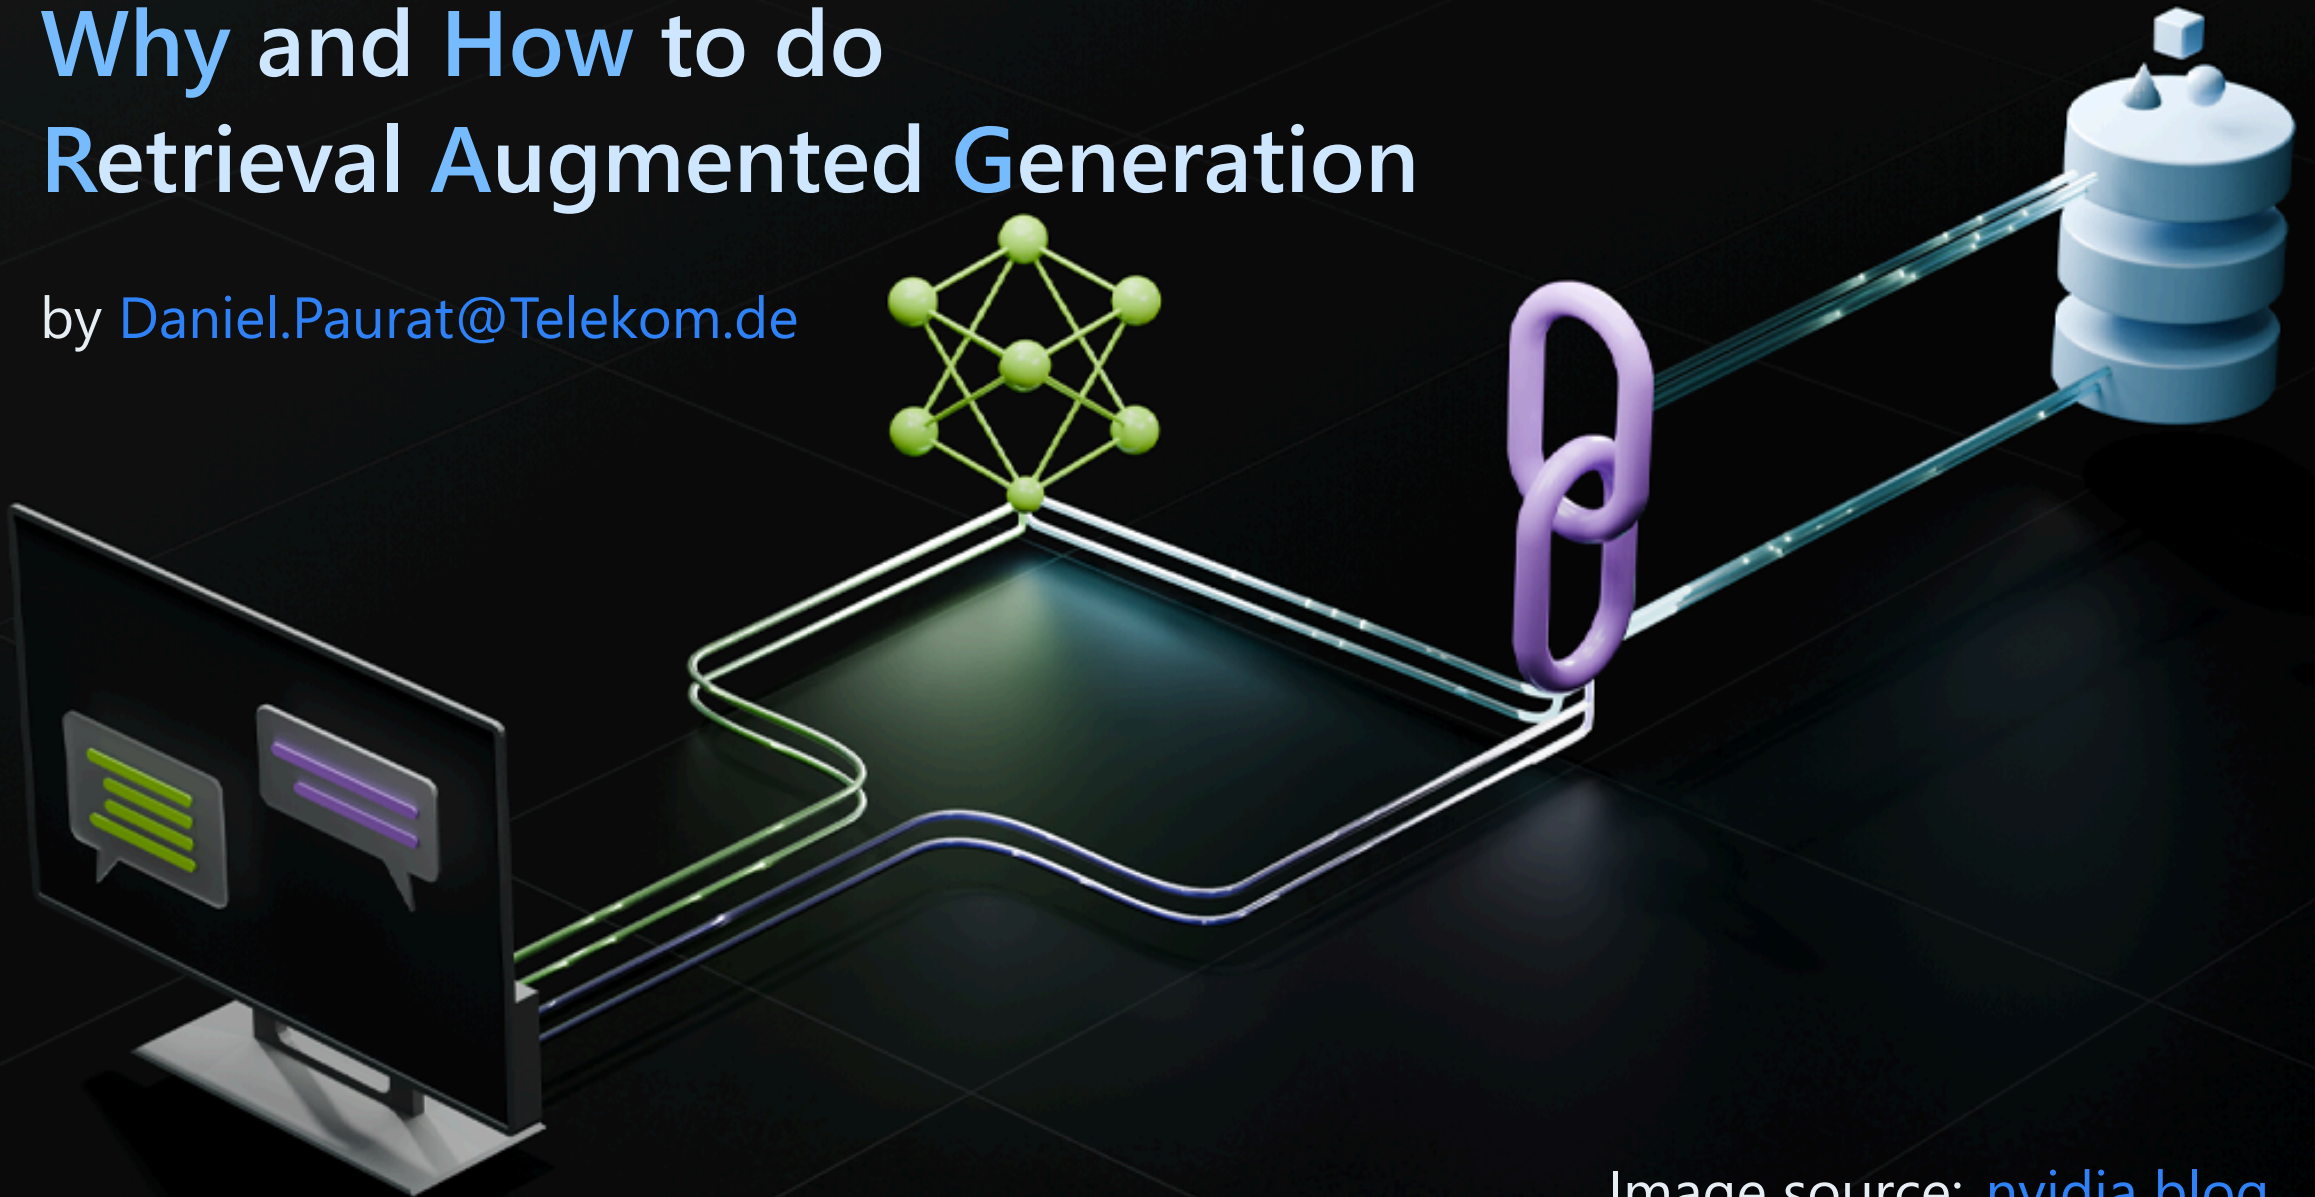 Why and How to do
Retrieval Augmented Generation
by Daniel.Paurat@Telekom.de
Image source: nvidia blog